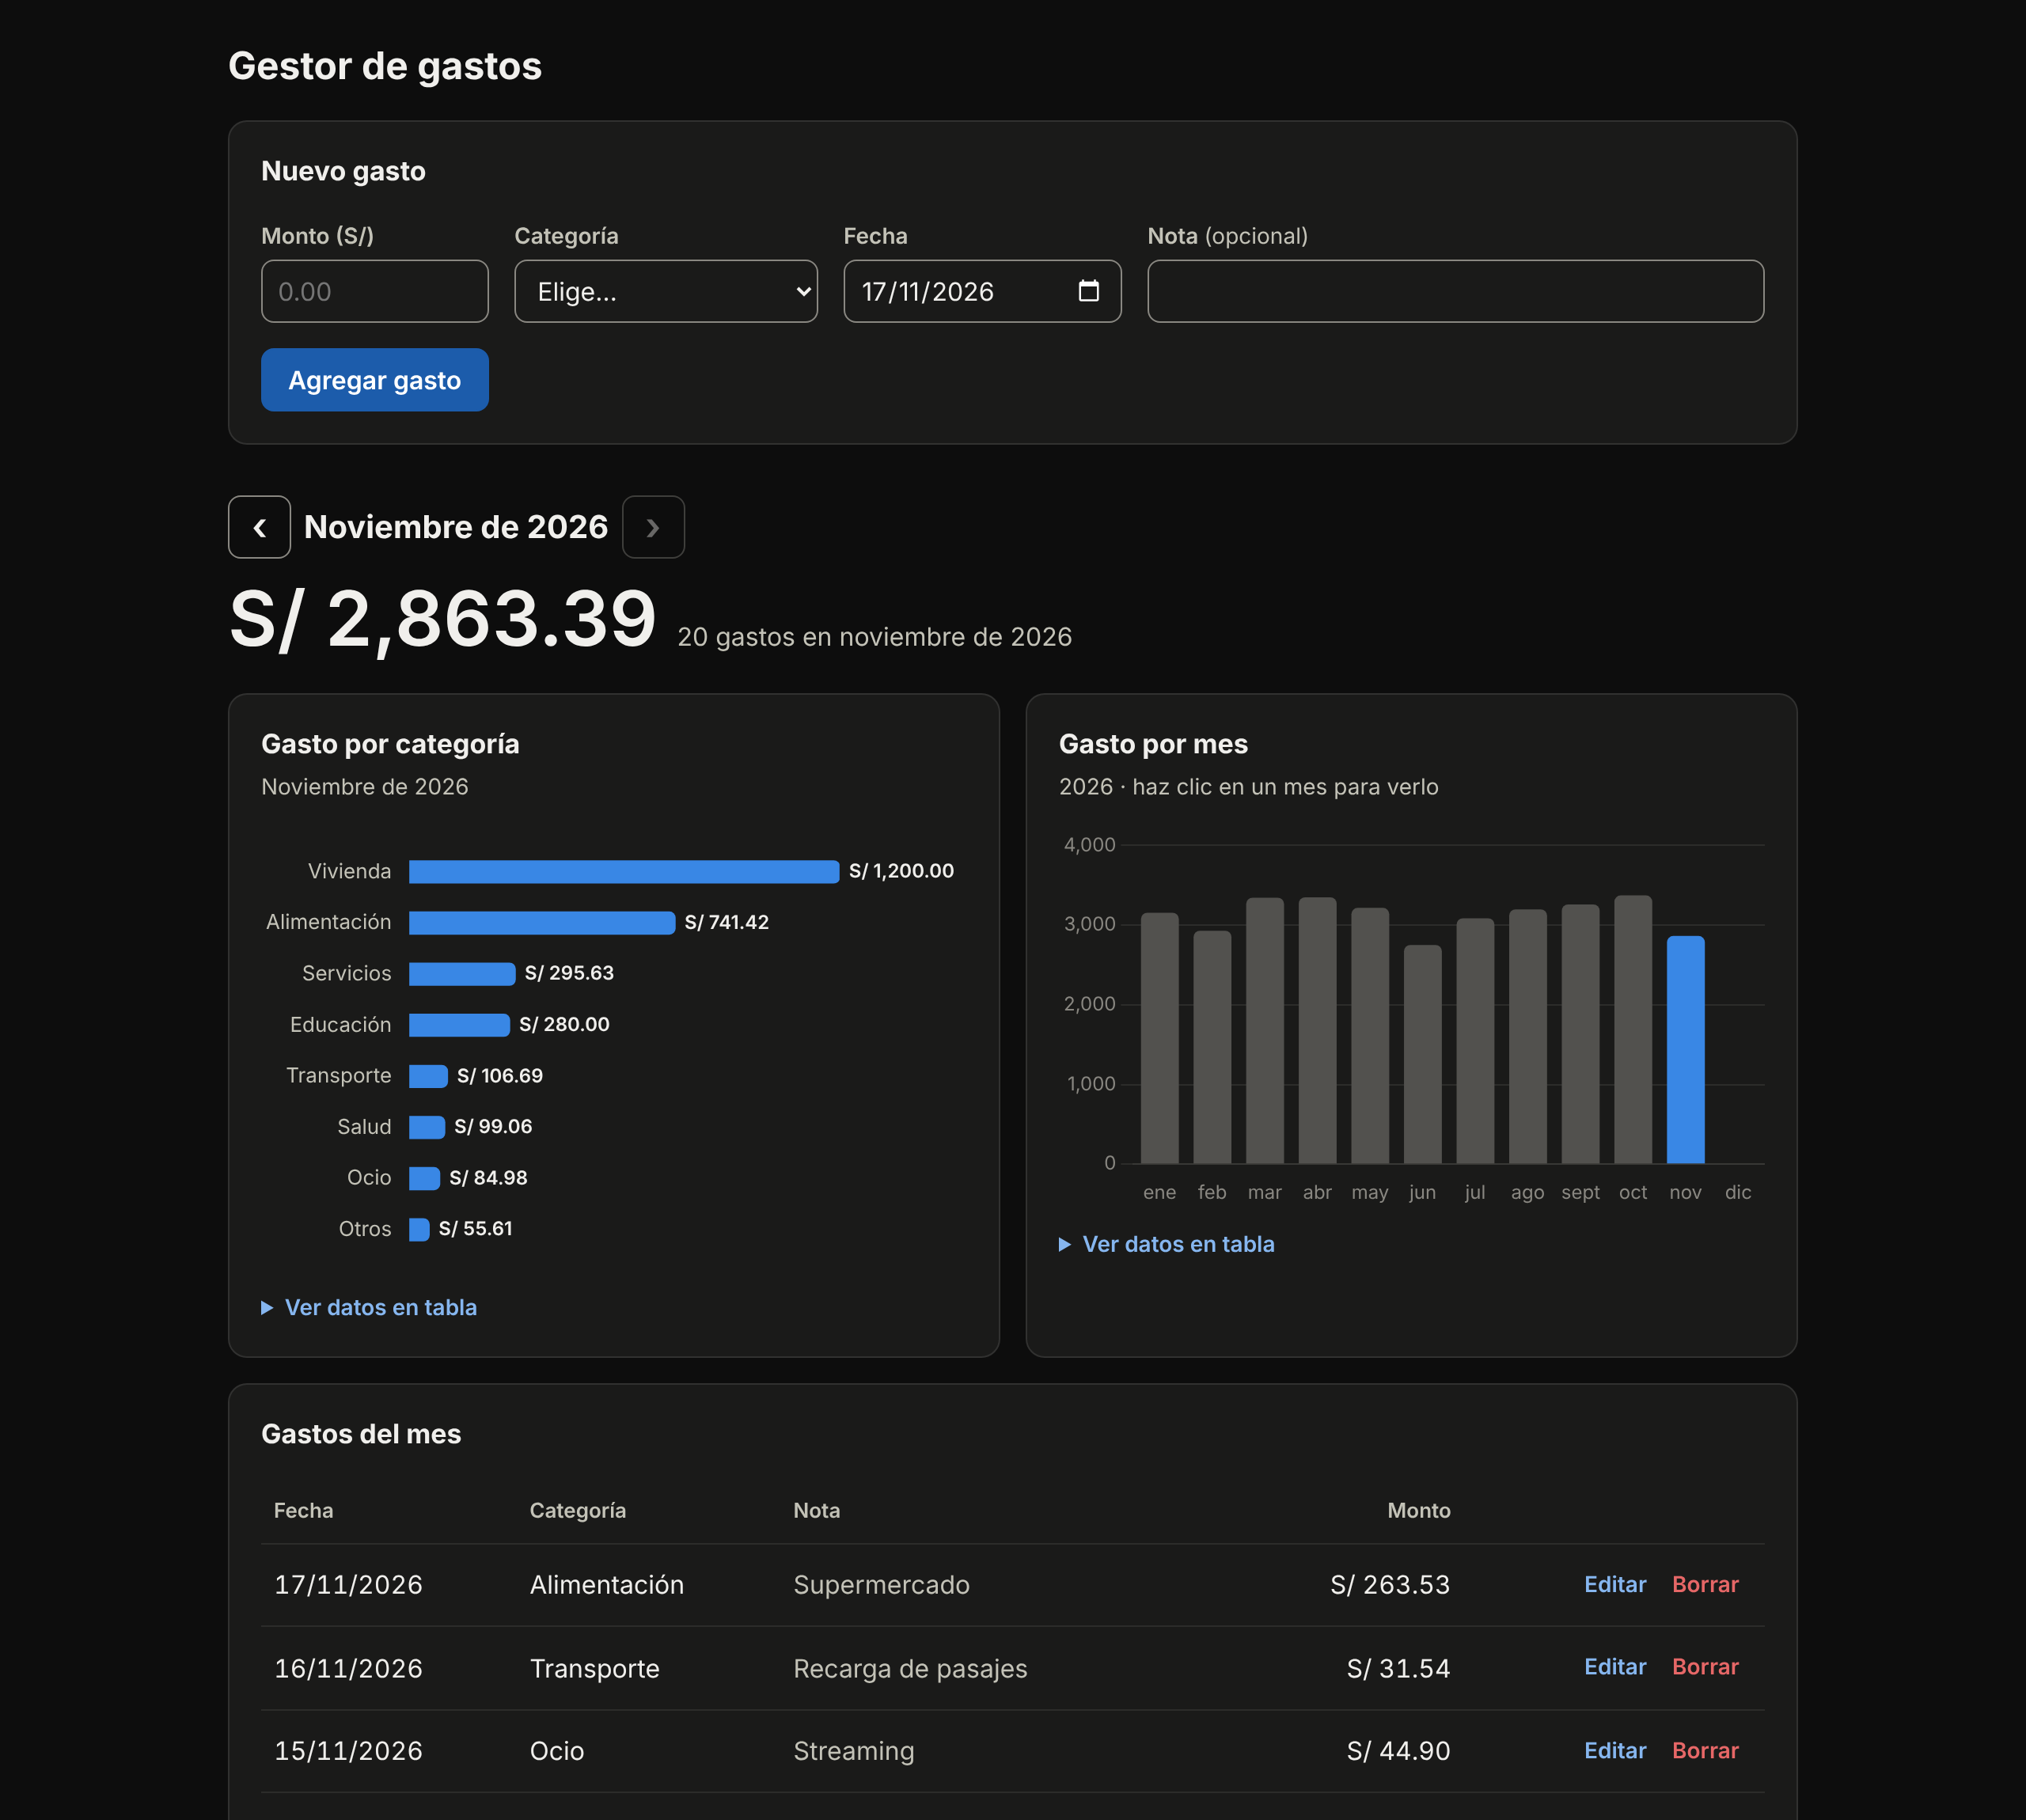 Gestor de gastos
Nuevo gasto
Monto (S/)
Categoría
Fecha
Nota (opcional)
0.00
Elige...
17/11/2026
Agregar gasto
‹ Noviembre de 2026 ›
S/ 2,863.39 20 gastos en noviembre de 2026
Gasto por categoría
Noviembre de 2026
Vivienda S/ 1,200.00
Alimentación S/ 741.42
Servicios S/ 295.63
Educación S/ 280.00
Transporte S/ 106.69
Salud S/ 99.06
Ocio S/ 84.98
Otros S/ 55.61
▶ Ver datos en tabla
Gasto por mes
2026 · haz clic en un mes para verlo
4,000
3,000
2,000
1,000
0
ene feb mar abr may jun jul ago sept oct nov dic
▶ Ver datos en tabla
Gastos del mes
Fecha Categoría Nota Monto
17/11/2026 Alimentación Supermercado S/ 263.53 Editar Borrar
16/11/2026 Transporte Recarga de pasajes S/ 31.54 Editar Borrar
15/11/2026 Ocio Streaming S/ 44.90 Editar Borrar